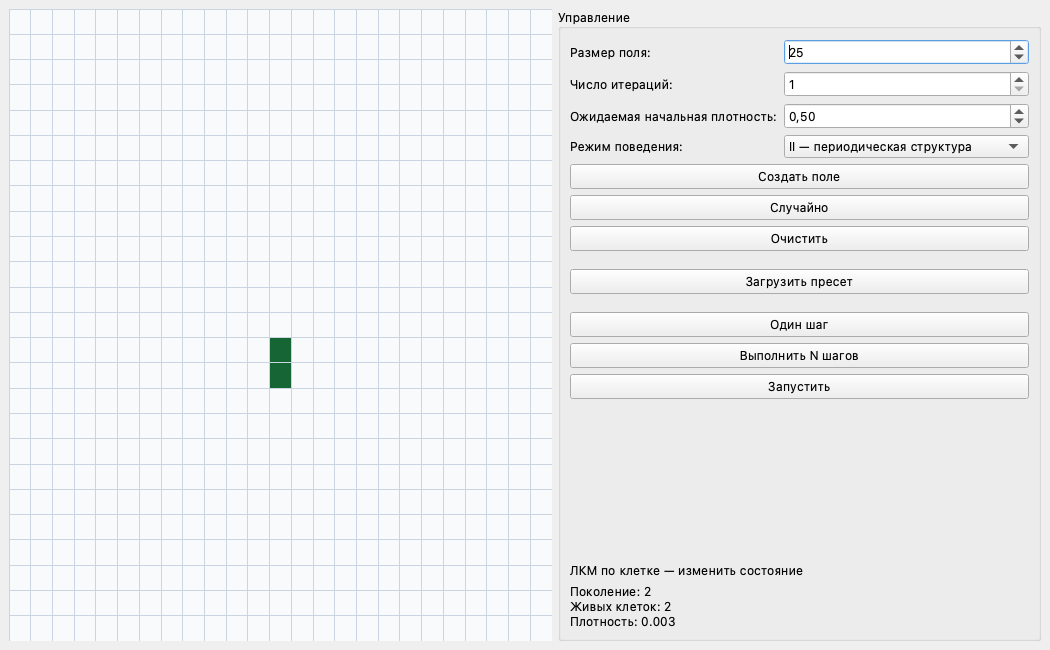 Управление
Размер поля: 25
Число итераций: 1
Ожидаемая начальная плотность: 0,50
Режим поведения: II — периодическая структура
Создать поле
Случайно
Очистить
Загрузить пресет
Один шаг
Выполнить N шагов
Запустить
ЛКМ по клетке — изменить состояние
Поколение: 2
Живых клеток: 2
Плотность: 0.003